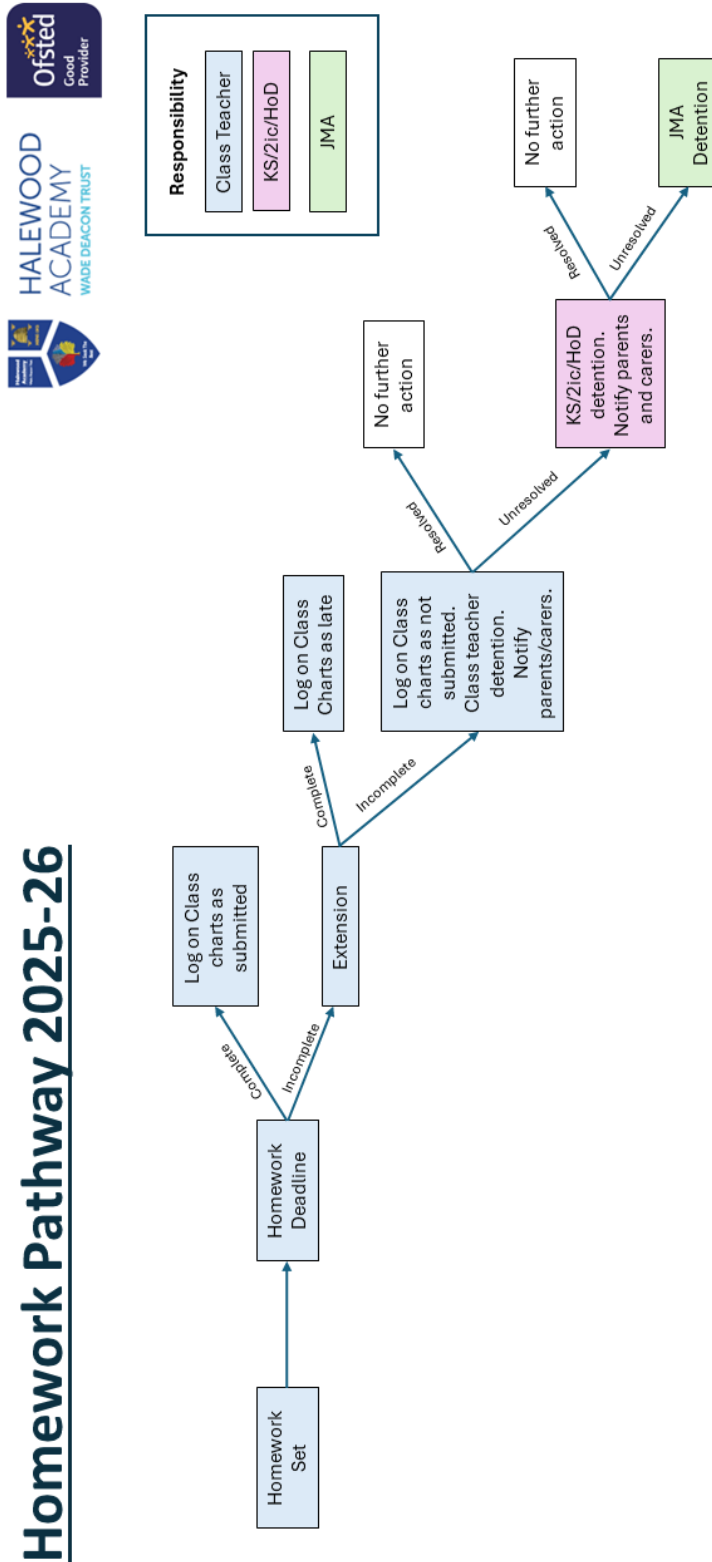 Homework Pathway 2025-26
HALEWOOD
ACADEMY
WADE DEACON TRUST
Ofsted
Good
Provider
Halewood
Academy
Responsibility
Class Teacher
KS/2ic/HoD
JMA
Homework
Set
Homework
Deadline
Complete
Incomplete
Log on Class
charts as
submitted
Extension
Complete
Incomplete
Log on Class
Charts as late
Log on Class
charts as not
submitted.
Class teacher
detention.
Notify
parents/carers.
Resolved
Unresolved
No further
action
KS/2ic/HoD
detention.
Notify parents
and carers.
Resolved
Unresolved
No further
action
JMA
Detention